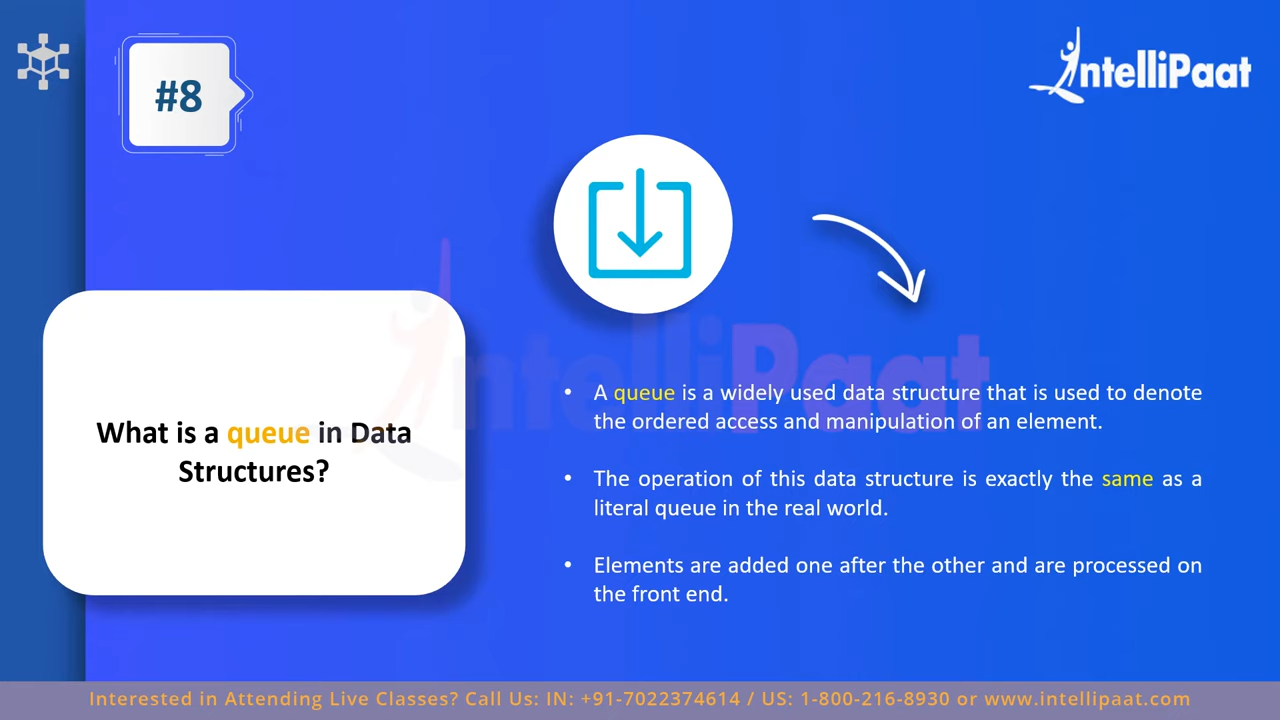 #8
IntelliPaat
IntelliPaat
What is a queue in Data
Structures?
• A queue is a widely used data structure that is used to denote
the ordered access and manipulation of an element.
• The operation of this data structure is exactly the same as a
literal queue in the real world.
• Elements are added one after the other and are processed on
the front end.
Interested in Attending Live Classes? Call Us: IN: +91-7022374614 / US: 1-800-216-8930 or www.intellipaat.com